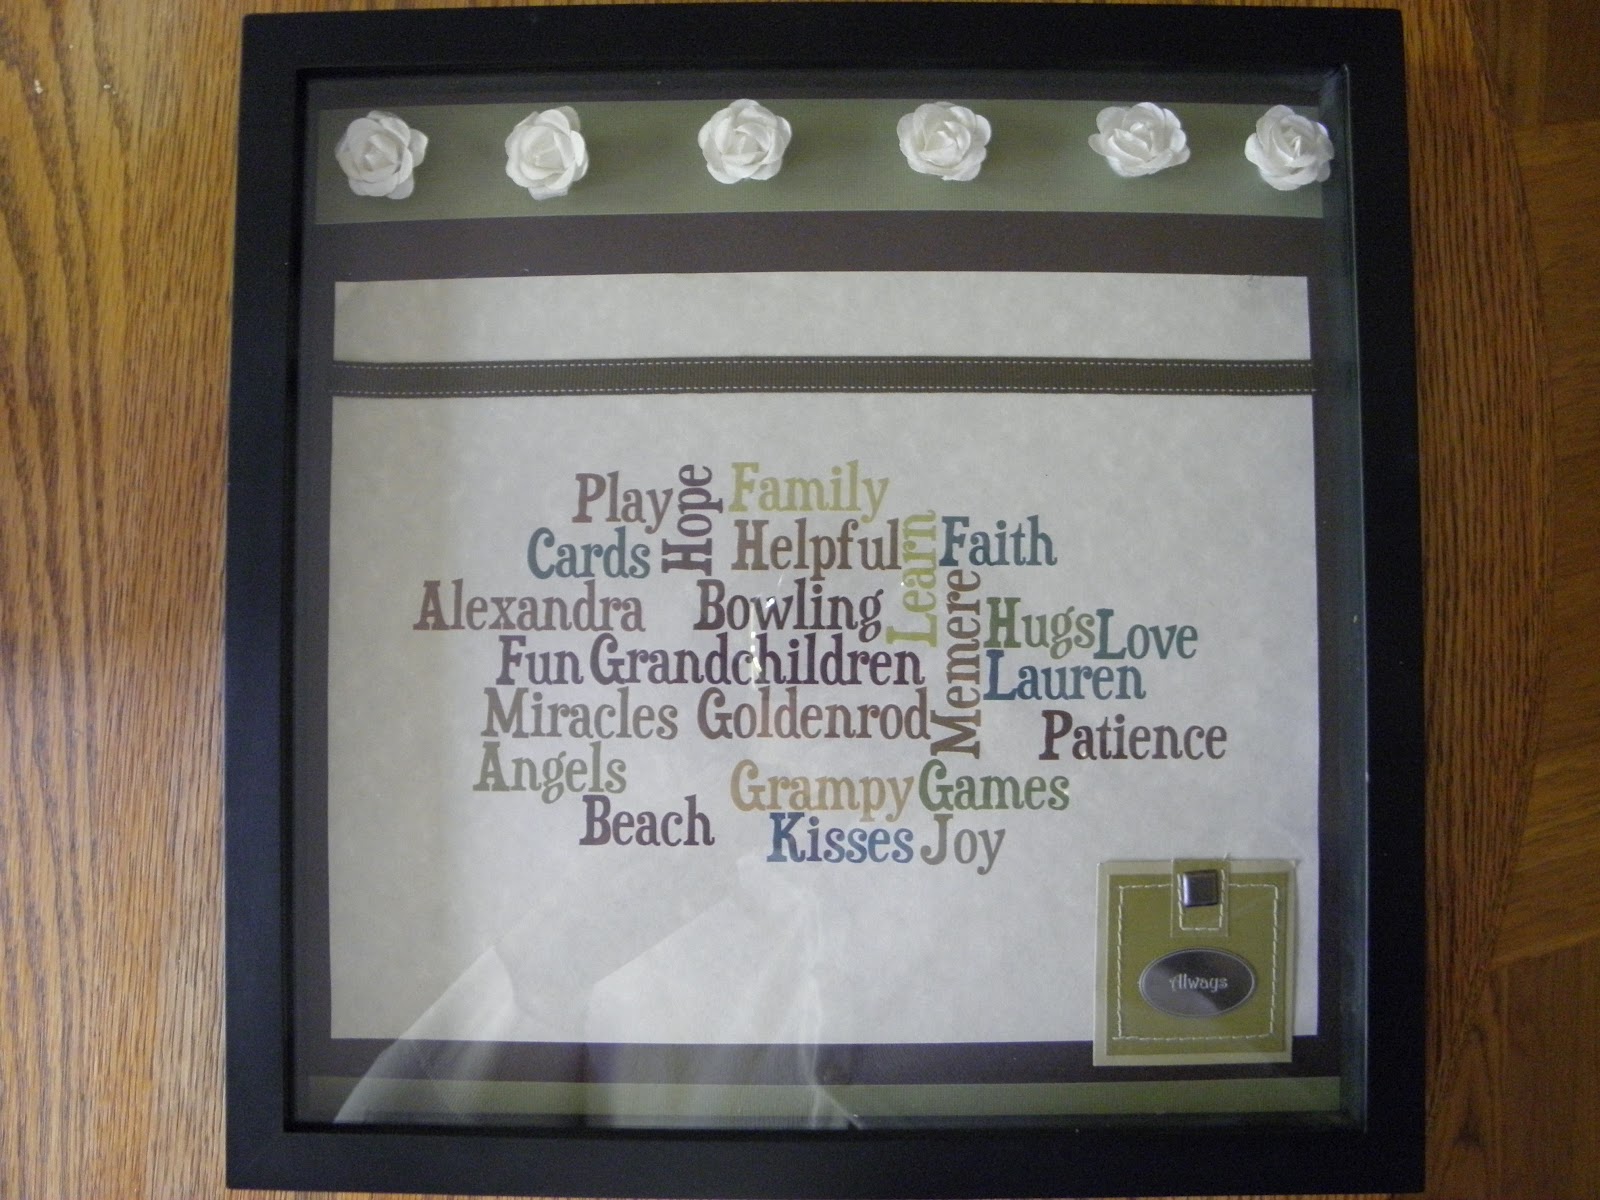 Play Hope Family
Cards Helpful Learn Faith
Alexandra Bowling Memere Hugs Love
Fun Grandchildren Lauren
Miracles Goldenrod Patience
Angels Grampy Games
Beach Kisses Joy
Always